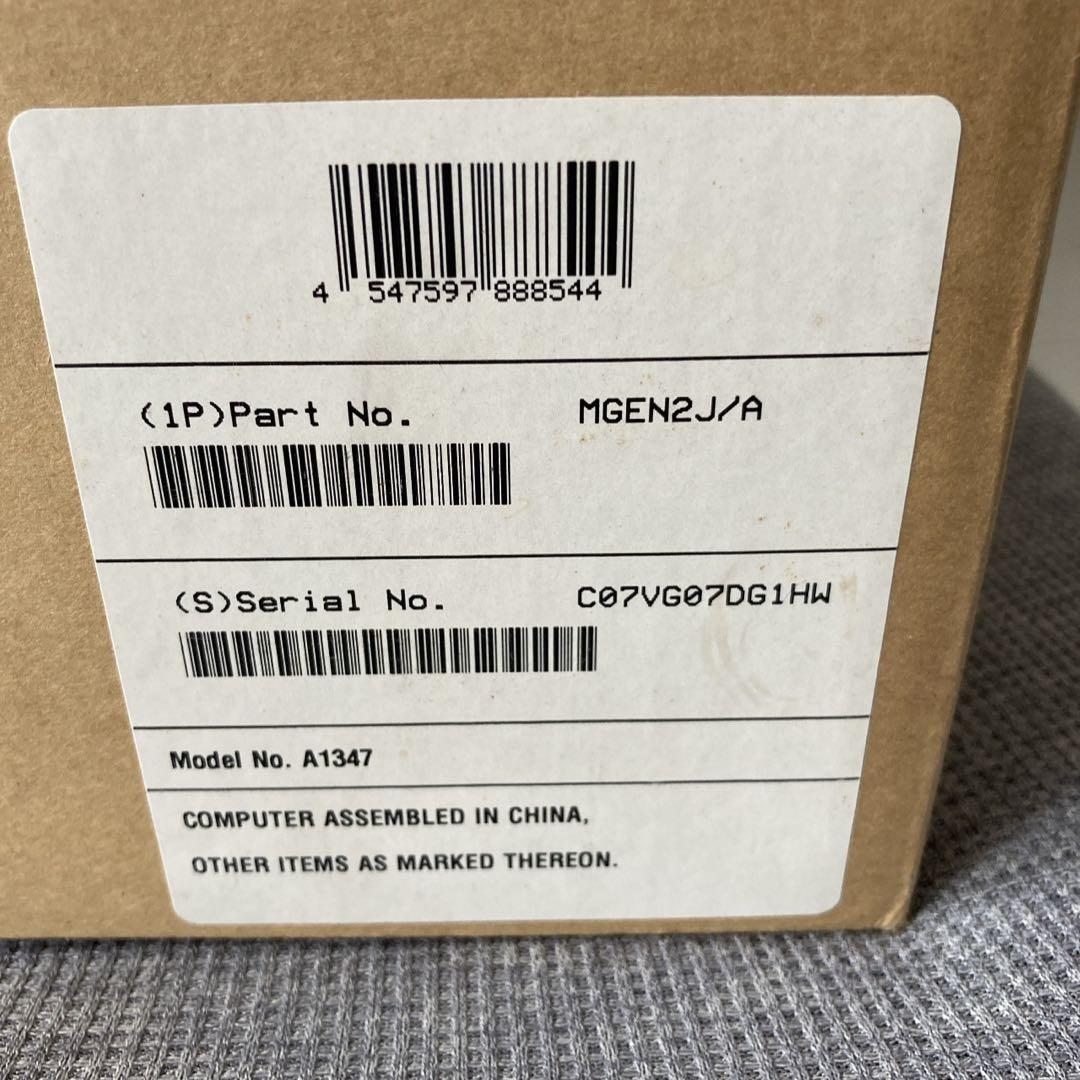 4 547597 888544
(1P)Part No. MGEN2J/A
(S)Serial No. C07VG07DG1HW
Model No. A1347
COMPUTER ASSEMBLED IN CHINA,
OTHER ITEMS AS MARKED THEREON.